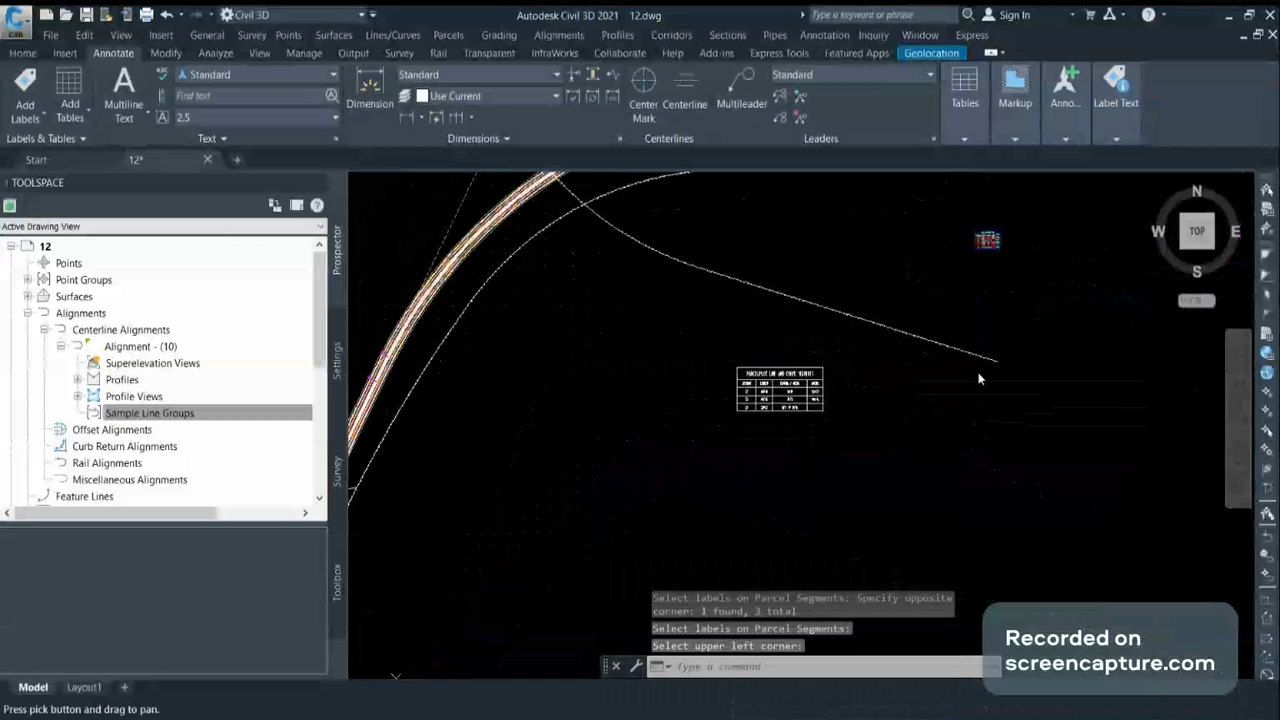 Civil 3D
Autodesk Civil 3D 2021 12.dwg
Type a keyword or phrase
Sign In
C3D
File Edit View Insert General Survey Points Surfaces Lines/Curves Parcels Grading Alignments Profiles Corridors Sections Pipes Annotation Inquiry Window Express
Home Insert Annotate Modify Analyze View Manage Output Survey Rail Transparent InfraWorks Collaborate Help Add-ins Express Tools Featured Apps Geolocation
Add Labels
Add Tables
Multiline Text
Standard
Find text
2.5
Dimension
Standard
Use Current
Center Mark
Centerline
Multileader
Standard
Tables
Markup
Anno...
Label Text
Labels & Tables
Text
Dimensions
Centerlines
Leaders
Start
12*
TOOLSPACE
Active Drawing View
12
Points
Point Groups
Surfaces
Alignments
Centerline Alignments
Alignment - (10)
Superelevation Views
Profiles
Profile Views
Sample Line Groups
Offset Alignments
Curb Return Alignments
Rail Alignments
Miscellaneous Alignments
Feature Lines
Prospector
Settings
Survey
Toolbox
N
W
TOP
E
S
WCS
Select labels on Parcel Segments: Specify opposite
corner: 1 found, 3 total
Select labels on Parcel Segments:
Select upper left corner:
Type a command
Recorded on
screencapture.com
Model Layout1
Press pick button and drag to pan.